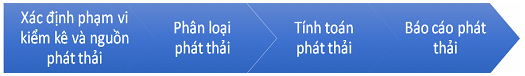 Xác định phạm vi
kiểm kê và nguồn
phát thải
Phân loại
phát thải
Tính toán
phát thải
Báo cáo phát
thải